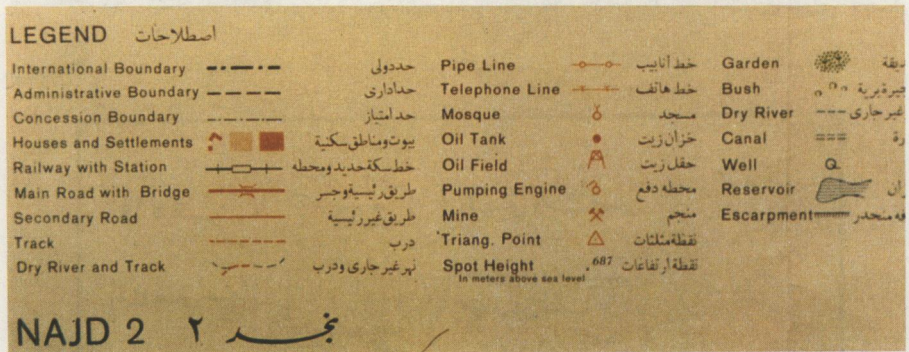 LEGEND اصطلاحات
International Boundary حد دولي
Administrative Boundary حد اداري
Concession Boundary حد امتياز
Houses and Settlements بيوت ومناطق سكنية
Railway with Station خط سكة حديد ومحطه
Main Road with Bridge طريق رئيسية وجسر
Secondary Road طريق غير رئيسية
Track درب
Dry River and Track نهر غير جاري ودرب
Pipe Line خط أنابيب
Telephone Line خط هاتف
Mosque مسجد
Oil Tank خزان زيت
Oil Field حقل زيت
Pumping Engine محطه دفع
Mine منجم
Triang. Point نقطة مثلثات
Spot Height .687 نقطة ارتفاعات
In meters above sea level
Garden
Bush
Dry River غير جاري
Canal
Well
Reservoir
Escarpment منحدر
NAJD 2 نجد ٢